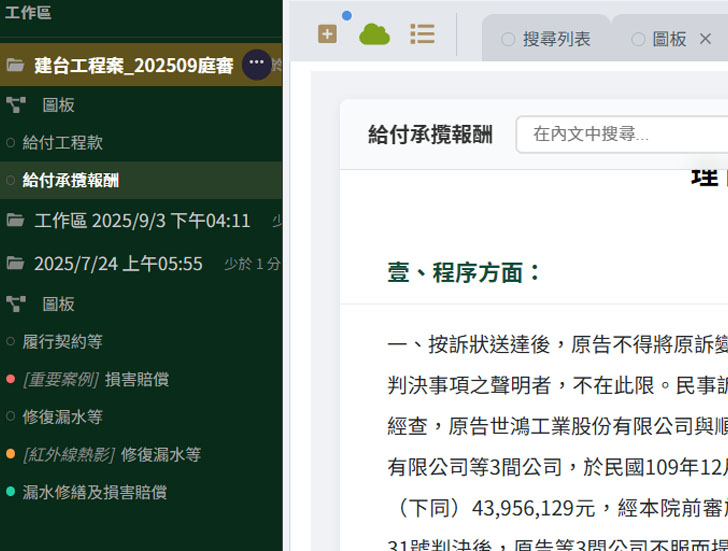 工作區
建台工程案_202509庭審
圖板
給付工程款
給付承攬報酬
工作區 2025/9/3 下午04:11 少
2025/7/24 上午05:55 少於 1 分
圖板
履行契約等
[重要案例] 損害賠償
修復漏水等
[紅外線熱影] 修復漏水等
漏水修繕及損害賠償
搜尋列表
圖板
給付承攬報酬
在內文中搜尋...
理
壹、程序方面：
一、按訴狀送達後，原告不得將原訴變
判決事項之聲明者，不在此限。民事訴
經查，原告世鴻工業股份有限公司與順
有限公司等3間公司，於民國109年12月
（下同）43,956,129元，經本院前審於
31號判決後，原告等3間公司不服而提